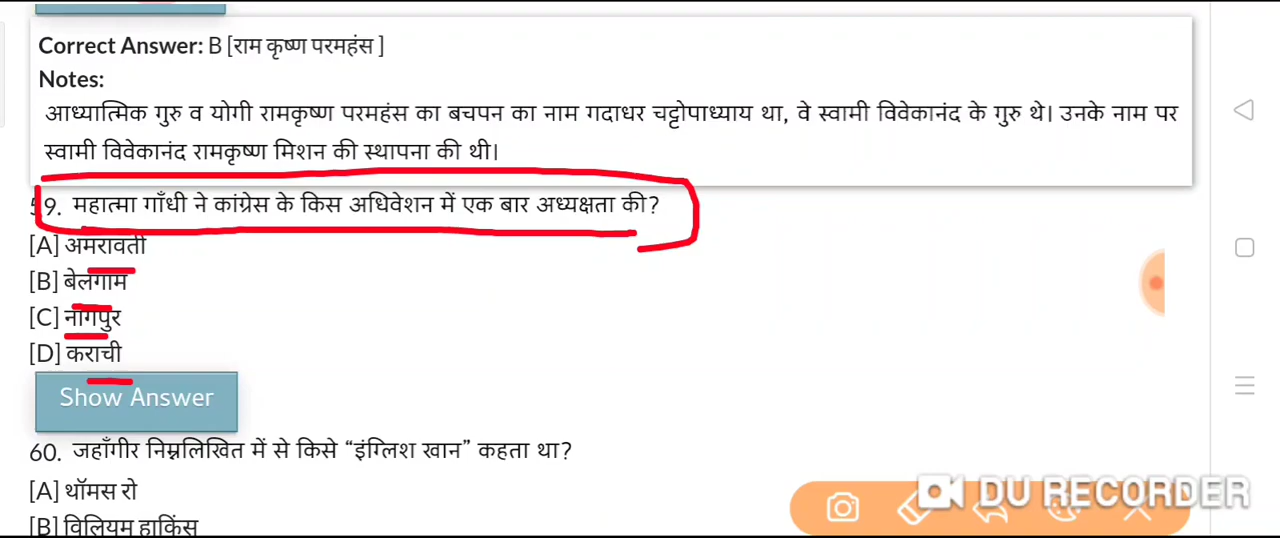 Correct Answer: B [राम कृष्ण परमहंस ]
Notes:
आध्यात्मिक गुरु व योगी रामकृष्ण परमहंस का बचपन का नाम गदाधर चट्टोपाध्याय था, वे स्वामी विवेकानंद के गुरु थे। उनके नाम पर
स्वामी विवेकानंद रामकृष्ण मिशन की स्थापना की थी।
59. महात्मा गाँधी ने कांग्रेस के किस अधिवेशन में एक बार अध्यक्षता की?
[A] अमरावती
[B] बेलगाम
[C] नागपुर
[D] कराची
Show Answer
60. जहाँगीर निम्नलिखित में से किसे “इंग्लिश खान” कहता था?
[A] थॉमस रो
DU RECORDER
[B] विलियम हाकिंस